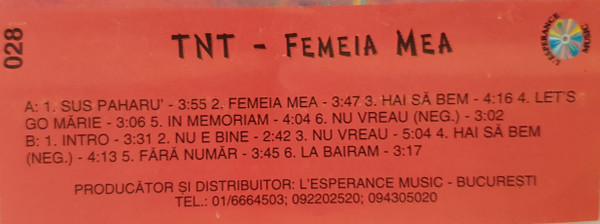 028
TNT - FEMEIA MEA
L'ESPERANCE MUSIC
A: 1. SUS PAHARU' - 3:55 2. FEMEIA MEA - 3:47 3. HAI SĂ BEM - 4:16 4. LET'S
GO MĂRIE - 3:06 5. IN MEMORIAM - 4:04 6. NU VREAU (NEG.) - 3:02
B: 1. INTRO - 3:31 2. NU E BINE - 2:42 3. NU VREAU - 5:04 4. HAI SĂ BEM
(NEG.) - 4:13 5. FĂRĂ NUMĂR - 3:45 6. LA BAIRAM - 3:17
PRODUCĂTOR ȘI DISTRIBUITOR: L'ESPERANCE MUSIC - BUCUREȘTI
TEL.: 01/6664503; 092202520; 094305020